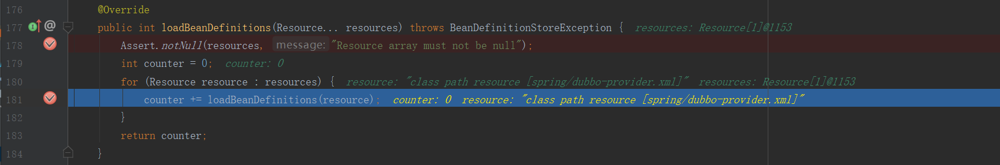 176 @Override
177 @ public int loadBeanDefinitions(Resource... resources) throws BeanDefinitionStoreException { resources: Resource[1]@1153
178 Assert.notNull(resources, message: "Resource array must not be null");
179 int counter = 0; counter: 0
180 for (Resource resource : resources) { resource: "class path resource [spring/dubbo-provider.xml]" resources: Resource[1]@1153
181 counter += loadBeanDefinitions(resource); counter: 0 resource: "class path resource [spring/dubbo-provider.xml]"
182 }
183 return counter;
184 }